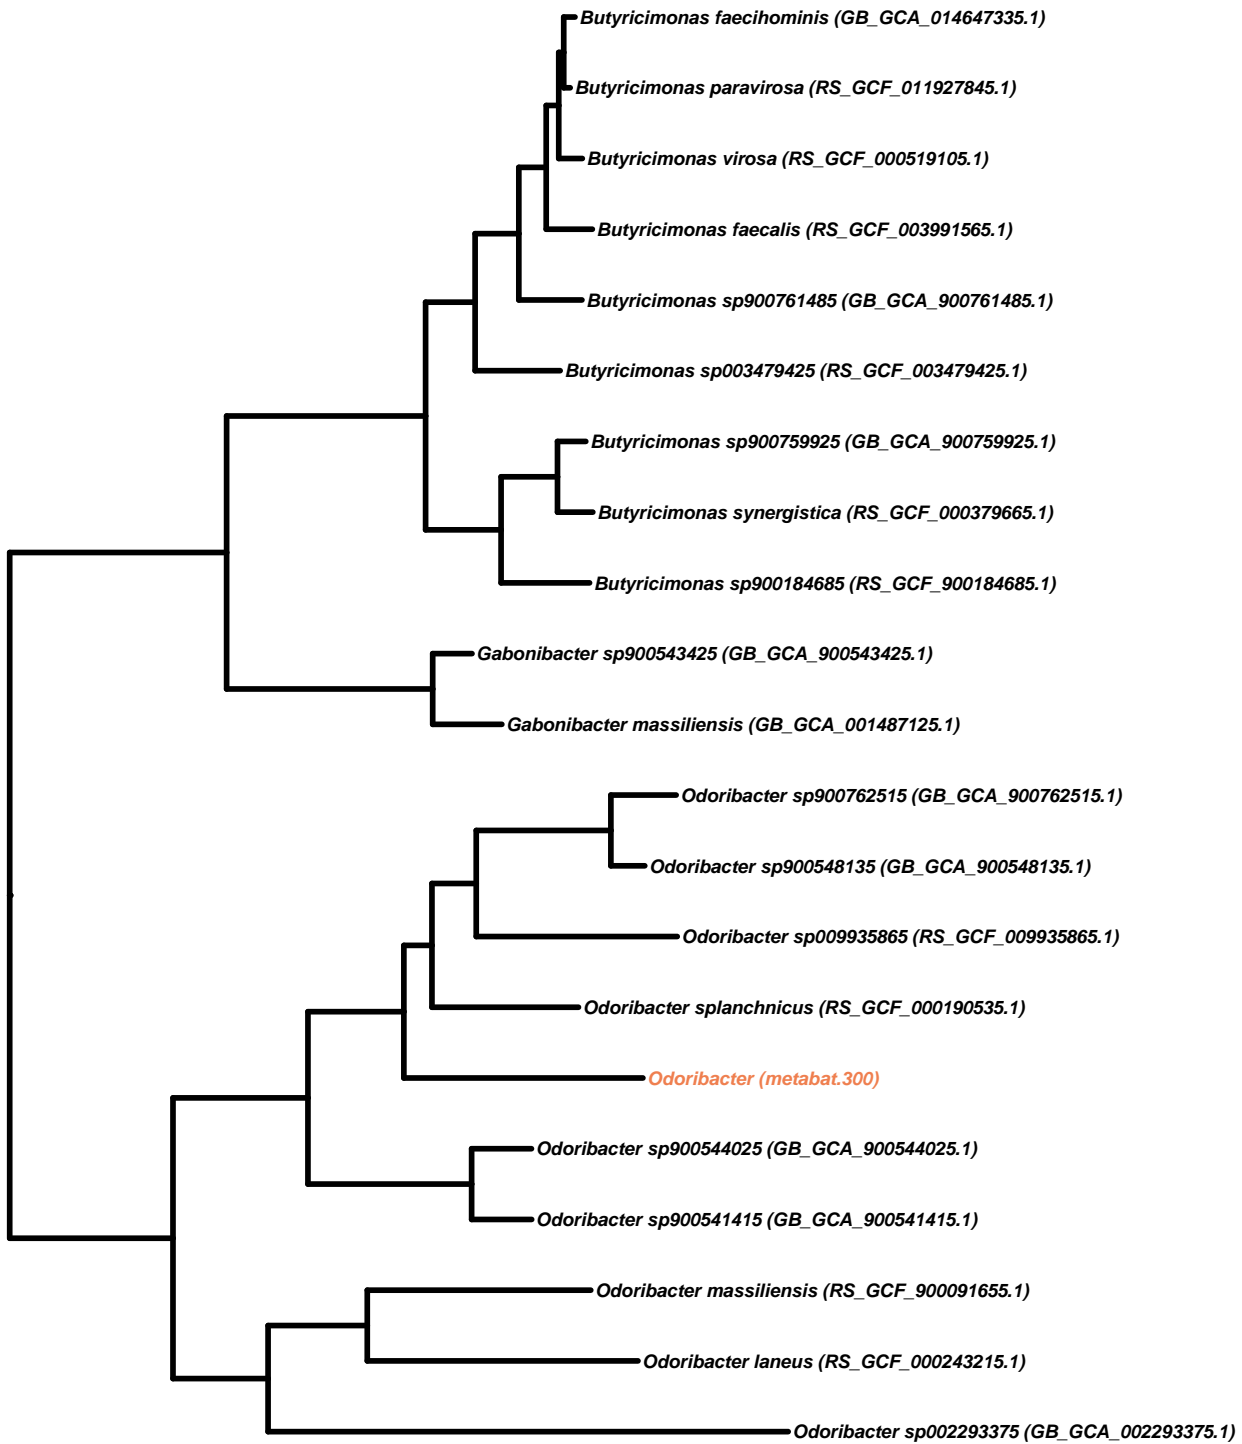 Butyricimonas faecihominis (GB_GCA_014647335.1)
Butyricimonas paravirosa (RS_GCF_011927845.1)
Butyricimonas virosa (RS_GCF_000519105.1)
Butyricimonas faecalis (RS_GCF_003991565.1)
Butyricimonas sp900761485 (GB_GCA_900761485.1)
Butyricimonas sp003479425 (RS_GCF_003479425.1)
Butyricimonas sp900759925 (GB_GCA_900759925.1)
Butyricimonas synergistica (RS_GCF_000379665.1)
Butyricimonas sp900184685 (RS_GCF_900184685.1)
Gabonibacter sp900543425 (GB_GCA_900543425.1)
Gabonibacter massiliensis (GB_GCA_001487125.1)
Odoribacter sp900762515 (GB_GCA_900762515.1)
Odoribacter sp900548135 (GB_GCA_900548135.1)
Odoribacter sp009935865 (RS_GCF_009935865.1)
Odoribacter splanchnicus (RS_GCF_000190535.1)
Odoribacter (metabat.300)
Odoribacter sp900544025 (GB_GCA_900544025.1)
Odoribacter sp900541415 (GB_GCA_900541415.1)
Odoribacter massiliensis (RS_GCF_900091655.1)
Odoribacter laneus (RS_GCF_000243215.1)
Odoribacter sp002293375 (GB_GCA_002293375.1)